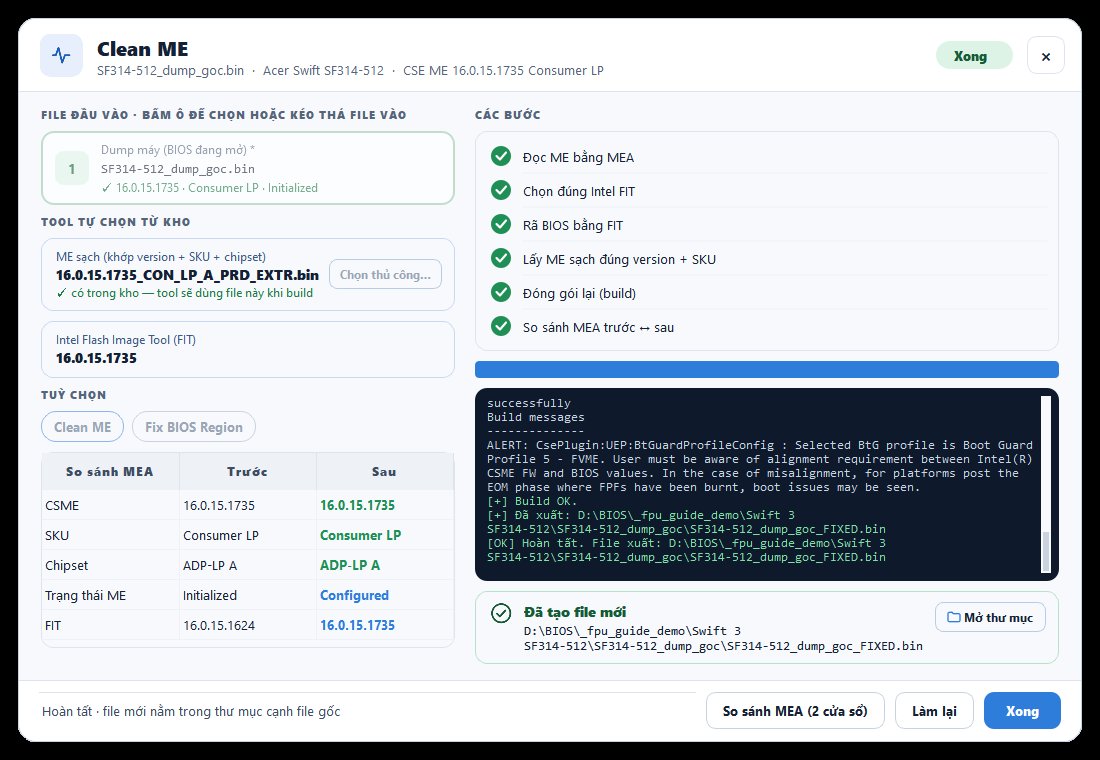 Clean ME
SF314-512_dump_goc.bin · Acer Swift SF314-512 · CSE ME 16.0.15.1735 Consumer LP
Xong
×
FILE ĐẦU VÀO · BẤM Ô ĐỂ CHỌN HOẶC KÉO THẢ FILE VÀO
1
Dump máy (BIOS đang mở) *
SF314-512_dump_goc.bin
✓ 16.0.15.1735 · Consumer LP · Initialized
TOOL TỰ CHỌN TỪ KHO
ME sạch (khớp version + SKU + chipset)
16.0.15.1735_CON_LP_A_PRD_EXTR.bin
✓ có trong kho — tool sẽ dùng file này khi build
Chọn thủ công...
Intel Flash Image Tool (FIT)
16.0.15.1735
TUỲ CHỌN
Clean ME
Fix BIOS Region
So sánh MEA Trước Sau
CSME 16.0.15.1735 16.0.15.1735
SKU Consumer LP Consumer LP
Chipset ADP-LP A ADP-LP A
Trạng thái ME Initialized Configured
FIT 16.0.15.1624 16.0.15.1735
CÁC BƯỚC
Đọc ME bằng MEA
Chọn đúng Intel FIT
Rã BIOS bằng FIT
Lấy ME sạch đúng version + SKU
Đóng gói lại (build)
So sánh MEA trước ↔ sau
successfully
Build messages
--------------
ALERT: CsePlugin:UEP:BtGuardProfileConfig : Selected BtG profile is Boot Guard
Profile 5 - FVME. User must be aware of alignment requirement between Intel(R)
CSME FW and BIOS values. In the case of misalignment, for platforms post the
EOM phase where FPFs have been burnt, boot issues may be seen.
[+] Build OK.
[+] Đã xuất: D:\BIOS\_fpu_guide_demo\Swift 3
SF314-512\SF314-512_dump_goc\SF314-512_dump_goc_FIXED.bin
[OK] Hoàn tất. File xuất: D:\BIOS\_fpu_guide_demo\Swift 3
SF314-512\SF314-512_dump_goc\SF314-512_dump_goc_FIXED.bin
Đã tạo file mới
D:\BIOS\_fpu_guide_demo\Swift 3
SF314-512\SF314-512_dump_goc\SF314-512_dump_goc_FIXED.bin
Mở thư mục
Hoàn tất · file mới nằm trong thư mục cạnh file gốc
So sánh MEA (2 cửa sổ)
Làm lại
Xong